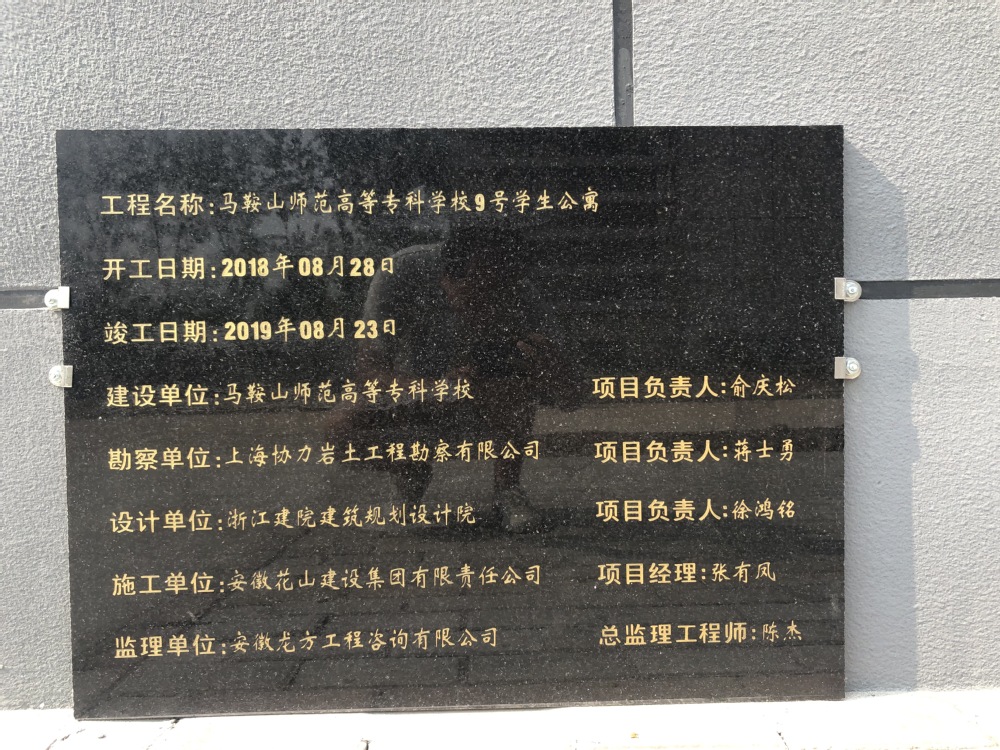 工程名称:马鞍山师范高等专科学校9号学生公寓
开工日期:2018年08月28日
竣工日期:2019年08月23日
建设单位:马鞍山师范高等专科学校 项目负责人:俞庆松
勘察单位:上海协力岩土工程勘察有限公司 项目负责人:蒋士勇
设计单位:浙江建院建筑规划设计院 项目负责人:徐鸿铭
施工单位:安徽花山建设集团有限责任公司 项目经理:张有凤
监理单位:安徽龙方工程咨询有限公司 总监理工程师:陈杰